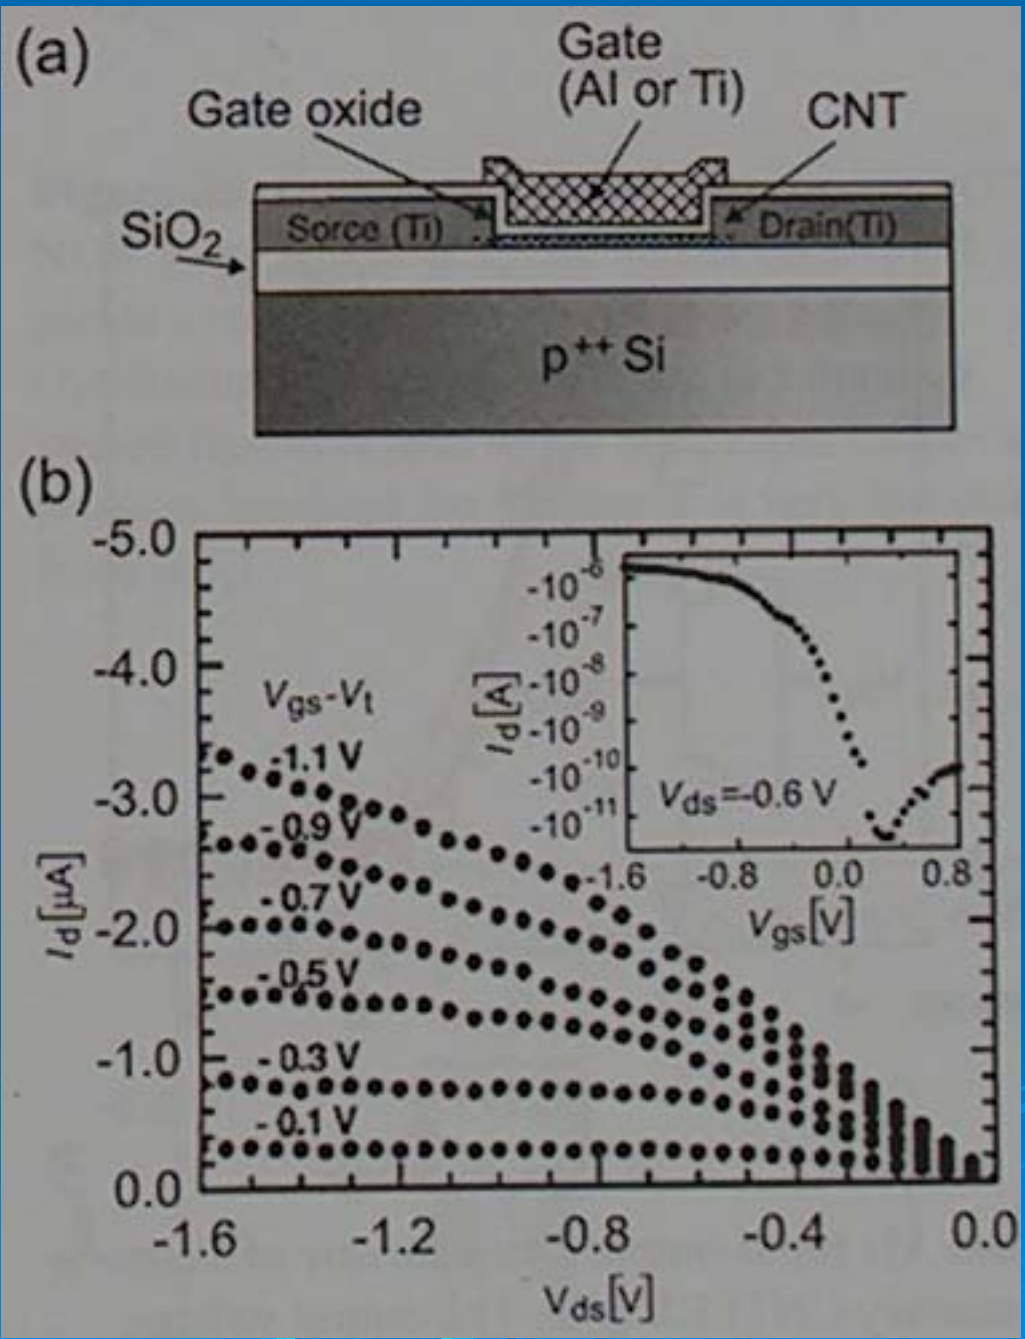 (a)
Gate
(Al or Ti)
Gate oxide
CNT
SiO2
Sorce (Ti)
Drain(Ti)
p++ Si
(b)
-5.0
-4.0
-3.0
-2.0
-1.0
0.0
Id[μA]
Vgs-Vt
-1.1 V
- 0.9 V
- 0.7 V
- 0.5 V
- 0.3 V
- 0.1 V
-10-6
-10-7
-10-8
-10-9
-10-10
-10-11
Id[A]
Vds=-0.6 V
-1.6 -0.8 0.0 0.8
Vgs[V]
-1.6 -1.2 -0.8 -0.4 0.0
Vds[V]